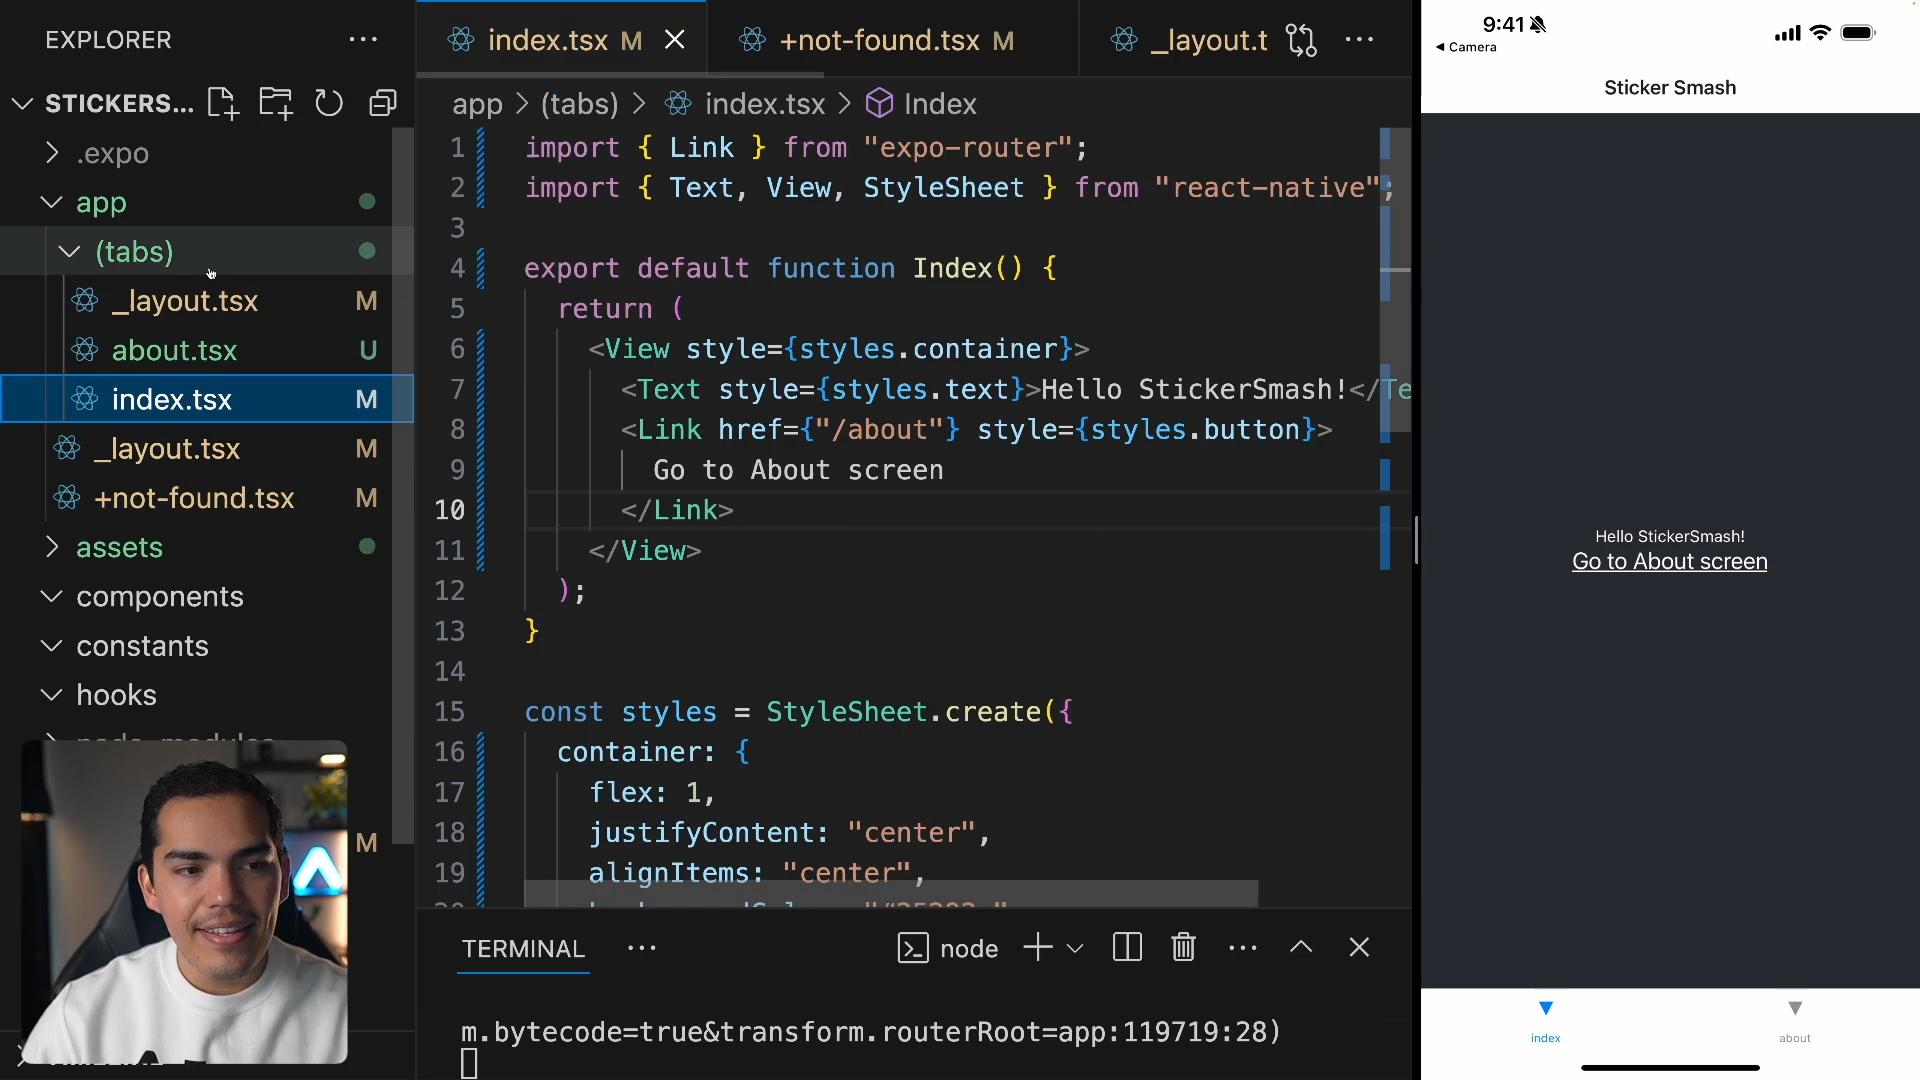 EXPLORER
STICKERS...
.expo
app
(tabs)
_layout.tsx M
about.tsx U
index.tsx M
_layout.tsx M
+not-found.tsx M
assets
components
constants
hooks
node_modules
M
index.tsx M
+not-found.tsx M
_layout.t
app > (tabs) > index.tsx > Index
1 import { Link } from "expo-router";
2 import { Text, View, StyleSheet } from "react-native";
3
4 export default function Index() {
5 return (
6 <View style={styles.container}>
7 <Text style={styles.text}>Hello StickerSmash!</Te
8 <Link href={"/about"} style={styles.button}>
9 Go to About screen
10 </Link>
11 </View>
12 );
13 }
14
15 const styles = StyleSheet.create({
16 container: {
17 flex: 1,
18 justifyContent: "center",
19 alignItems: "center",
TERMINAL
node
m.bytecode=true&transform.routerRoot=app:119719:28)
9:41
Camera
Sticker Smash
Hello StickerSmash!
Go to About screen
index
about